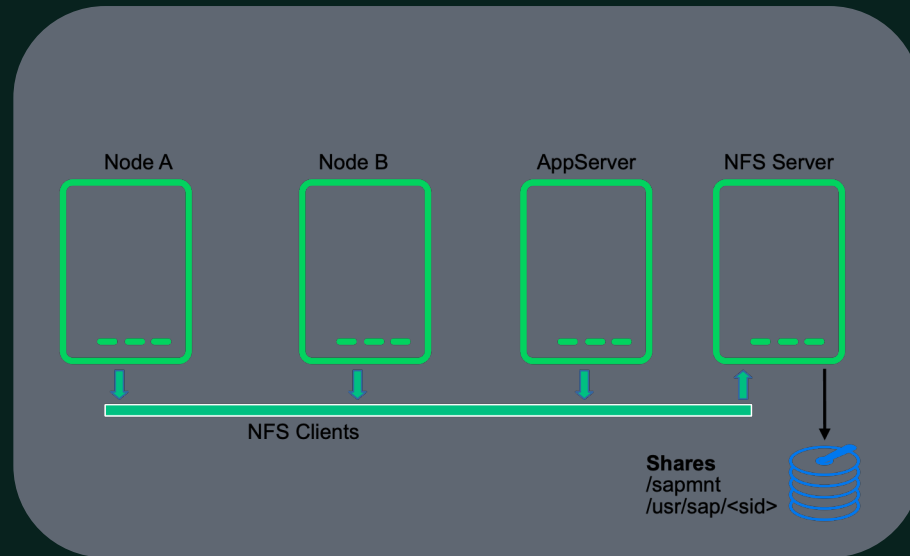 Node A
Node B
AppServer
NFS Server
NFS Clients
Shares
/sapmnt
/usr/sap/<sid>